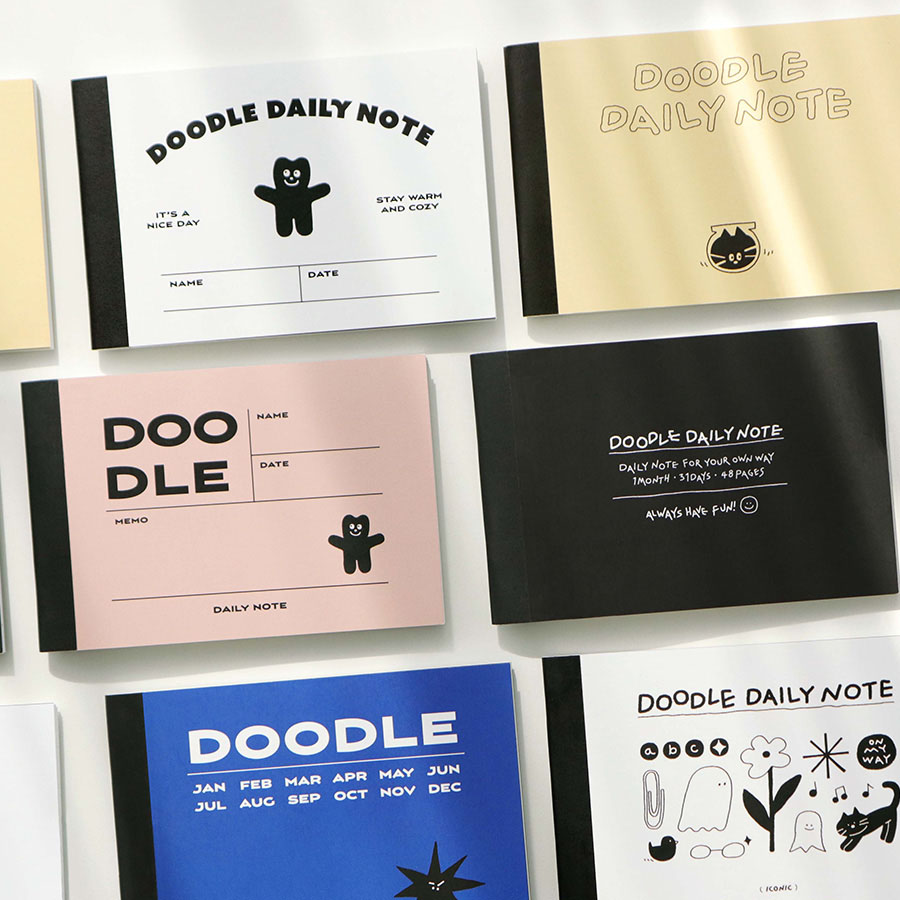 DOODLE DAILY NOTE
IT'S A
NICE DAY
STAY WARM
AND COZY
NAME
DATE
DOODLE
DAILY NOTE
DOO
DLE
NAME
DATE
MEMO
DAILY NOTE
DOODLE DAILY NOTE
DAILY NOTE FOR YOUR OWN WAY
1MONTH · 31DAYS · 48PAGES
ALWAYS HAVE FUN!
DOODLE
JAN FEB MAR APR MAY JUN
JUL AUG SEP OCT NOV DEC
DOODLE DAILY NOTE
a b c
ON
MY
WAY
( ICONIC )